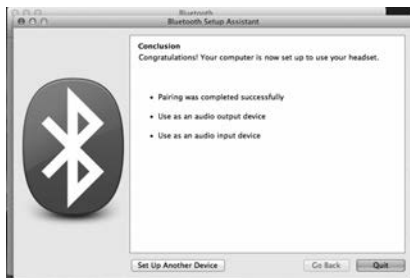 Bluetooth
Bluetooth Setup Assistant
Conclusion
Congratulations! Your computer is now set up to use your headset.
• Pairing was completed successfully
• Use as an audio output device
• Use as an audio input device
Set Up Another Device
Go Back
Quit